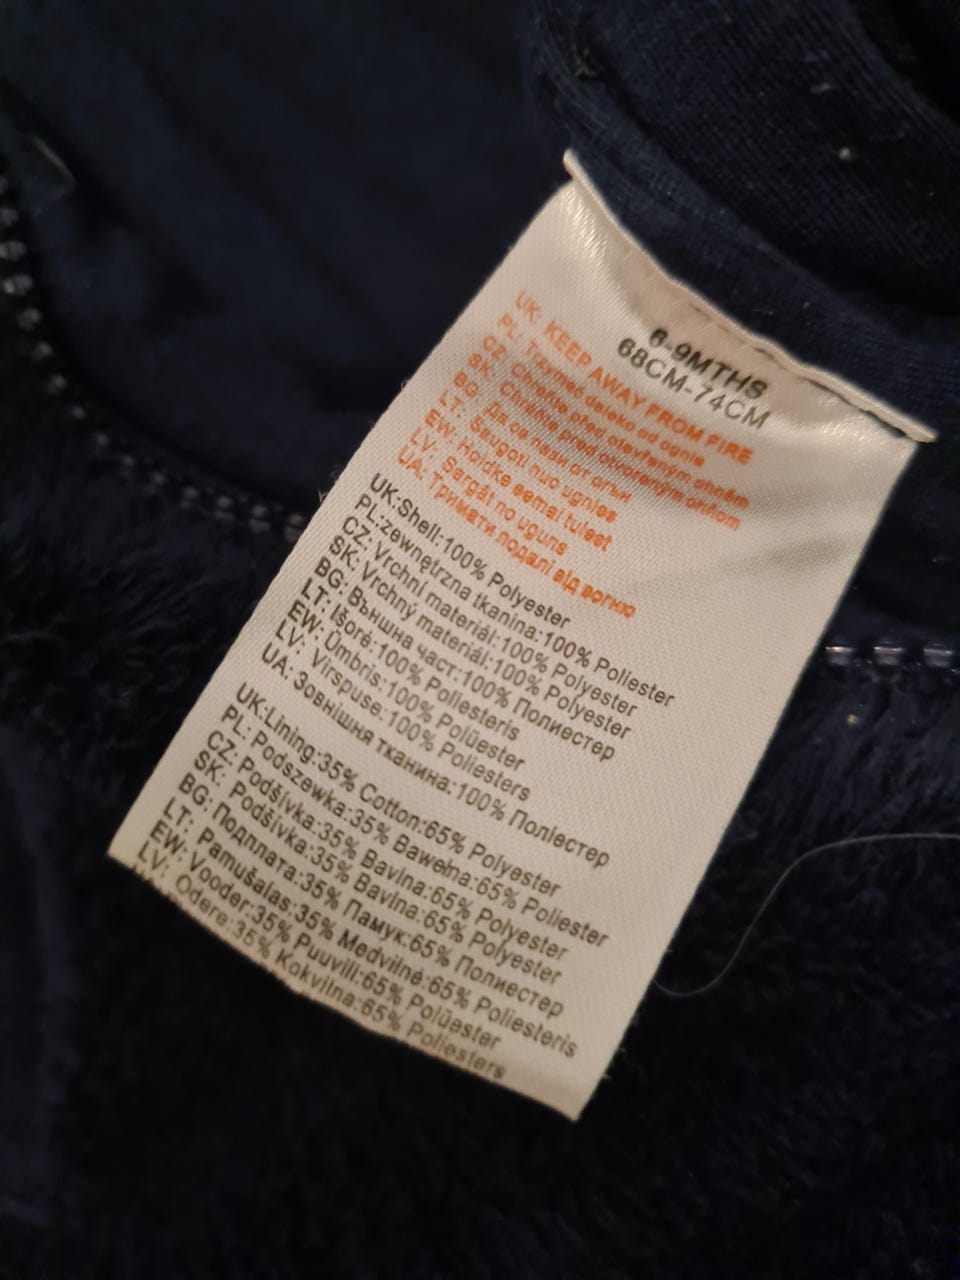 6-9MTHS
68CM-74CM
UK: KEEP AWAY FROM FIRE
PL: Trzymać daleko od ognia
CZ: Chraňte před otevřeným ohněm
SK: Chráňte pred otvoreným ohňom
BG: Да се пази от огън
LT: Saugoti nuo ugnies
EW: Hoidke eemal tulest
LV: Sargāt no uguns
UA: Тримати подалі від вогню
UK:Shell:100% Polyester
PL:zewnętrzna tkanina:100% Poliester
CZ: Vrchni materiál:100% Polyester
SK: Vrchný materiál:100% Polyester
BG: Външна част:100% Полиестер
LT: Išorė:100% Poliesteris
EW: Ümbris:100% Polüester
LV: Virspuse:100% Poliesters
UA: Зовнішня тканина:100% Поліестер
UK:Lining:35% Cotton:65% Polyester
PL: Podszewka:35% Bawełna:65% Poliester
CZ: Podšívka:35% Bavlna:65% Polyester
SK: Podšívka:35% Bavlna:65% Polyester
BG: Подплата:35% Памук:65% Полиестер
LT: Pamušalas:35% Medvilnė:65% Poliesteris
EW: Vooder:35% Puuvill:65% Polüester
LV: Odere:35% Kokvilna:65% Poliesters